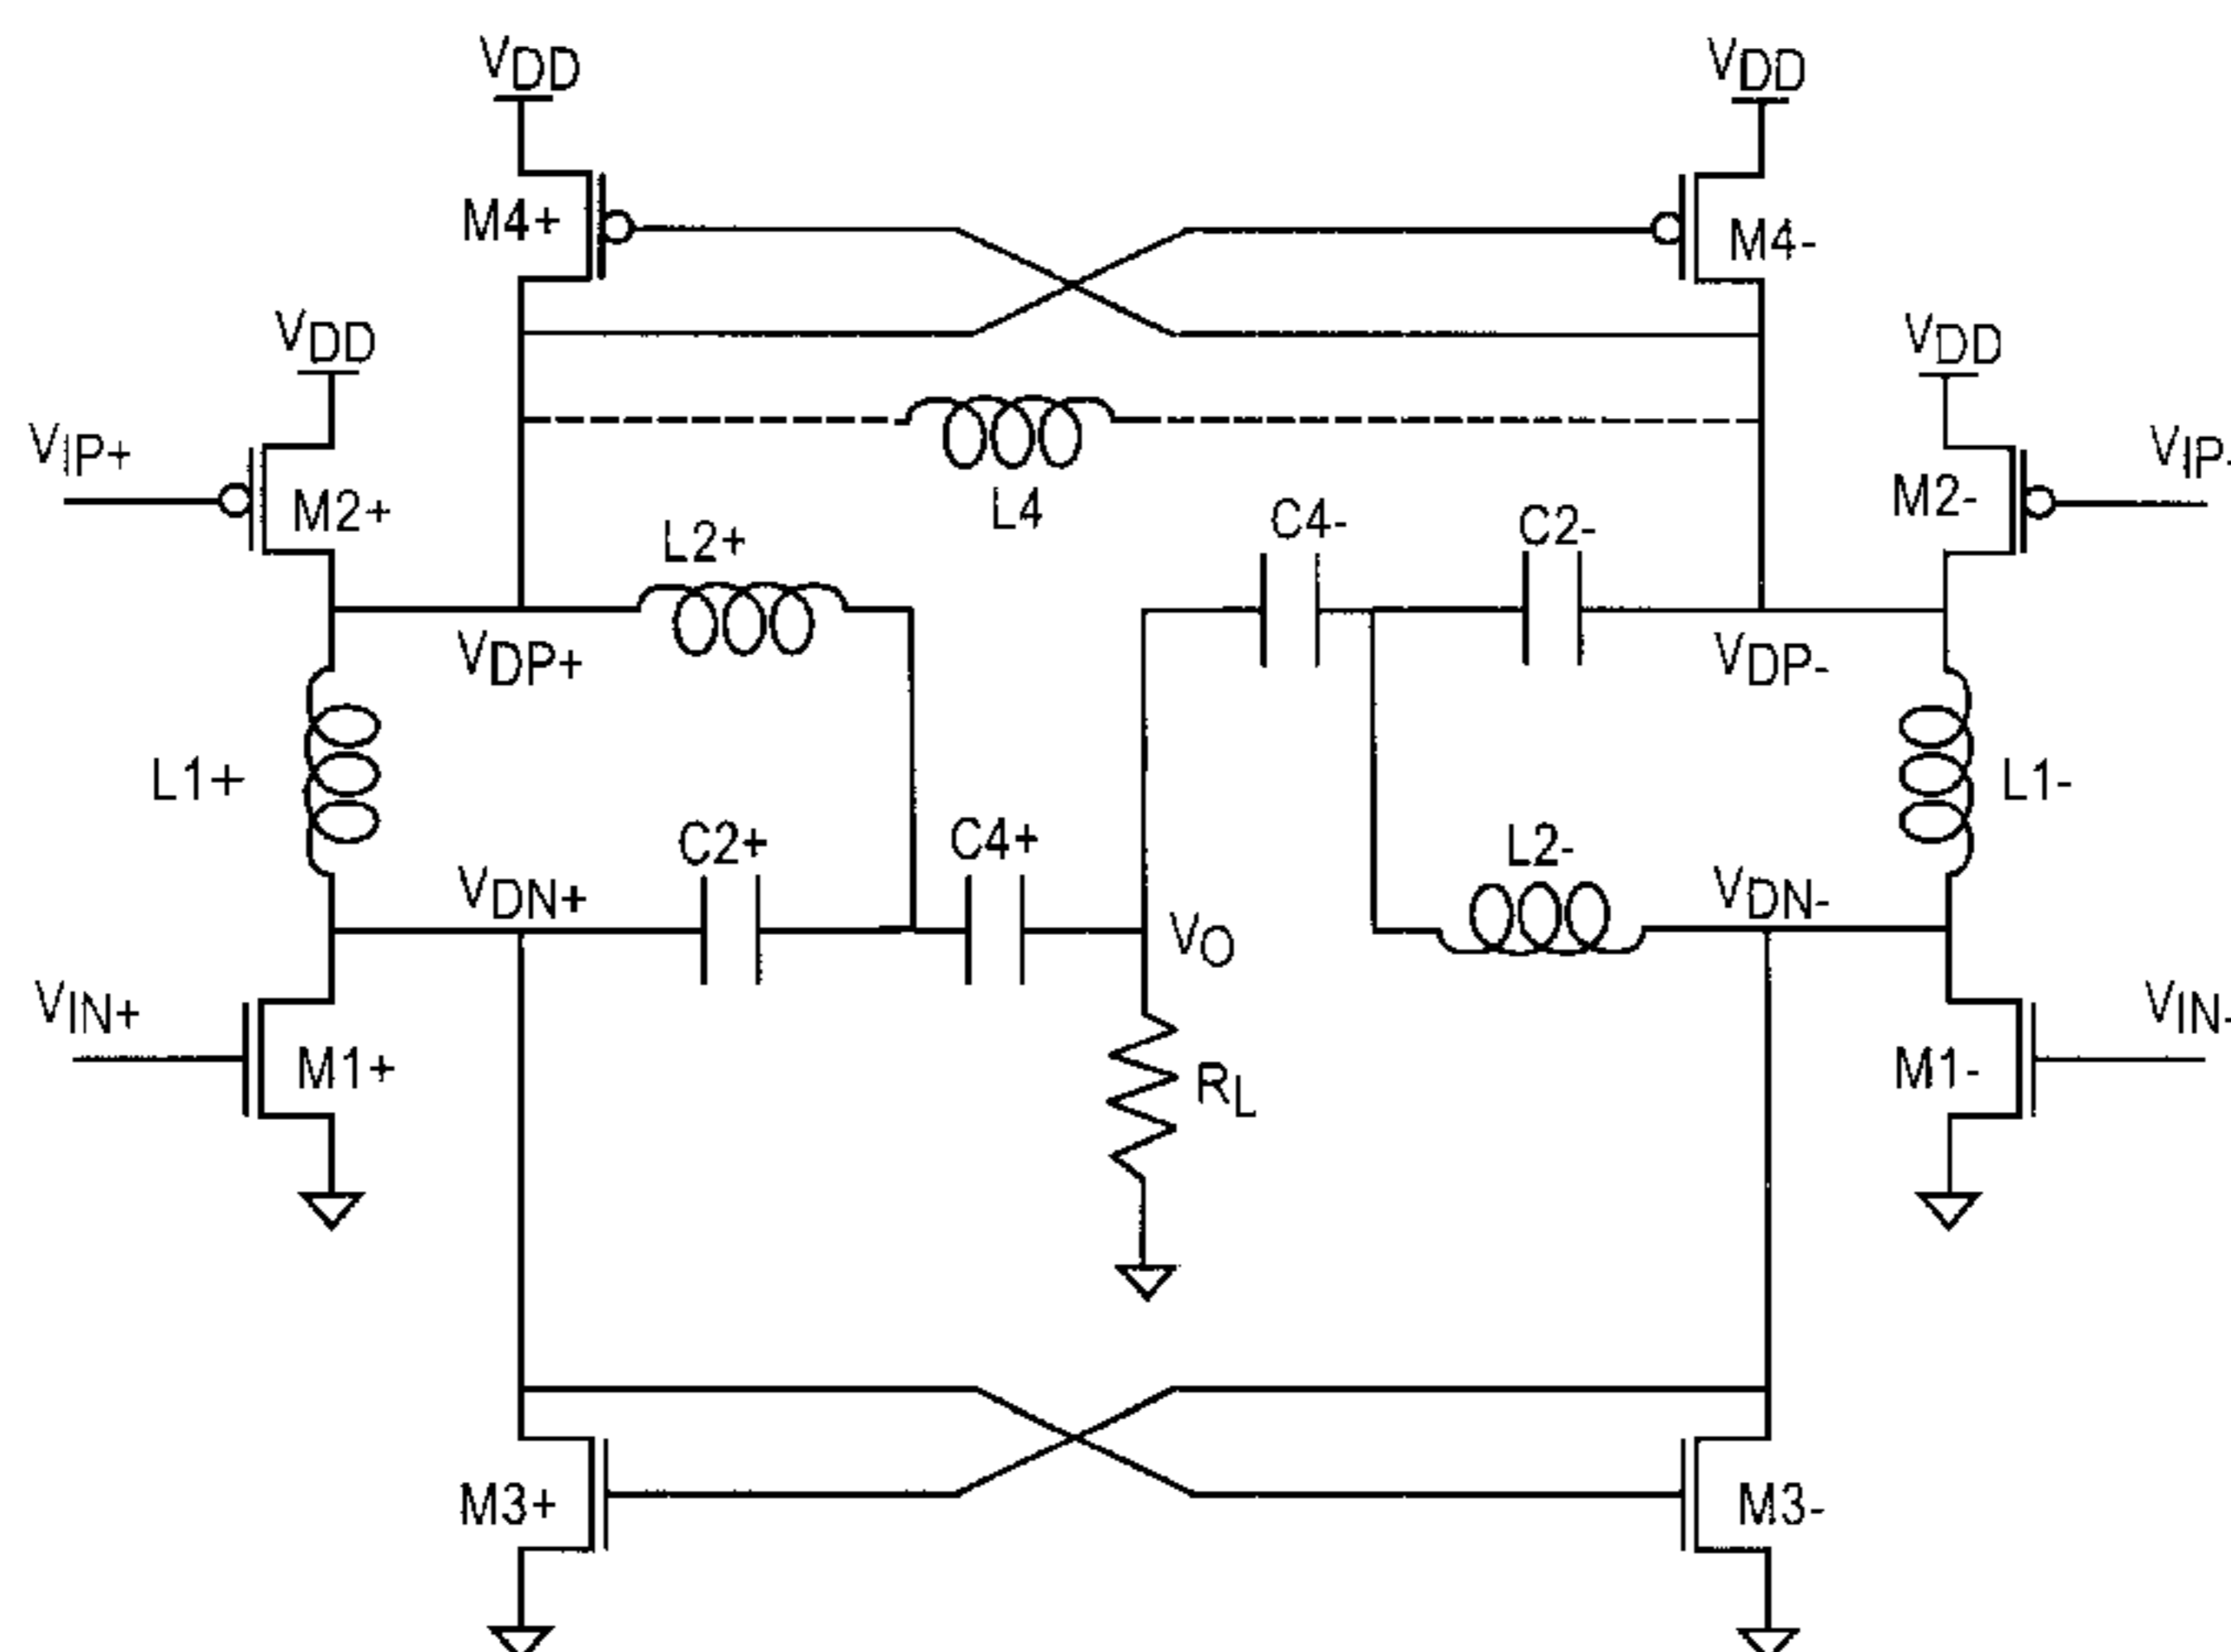 VDD
VDD
M4+
M4-
VDD
VDD
VIP+
VIP-
M2+
M2-
L4
L2+
C4-
C2-
VDP+
VDP-
L1+
L1-
C2+
C4+
L2-
VDN+
VDN-
VO
VIN+
VIN-
M1+
M1-
RL
M3+
M3-